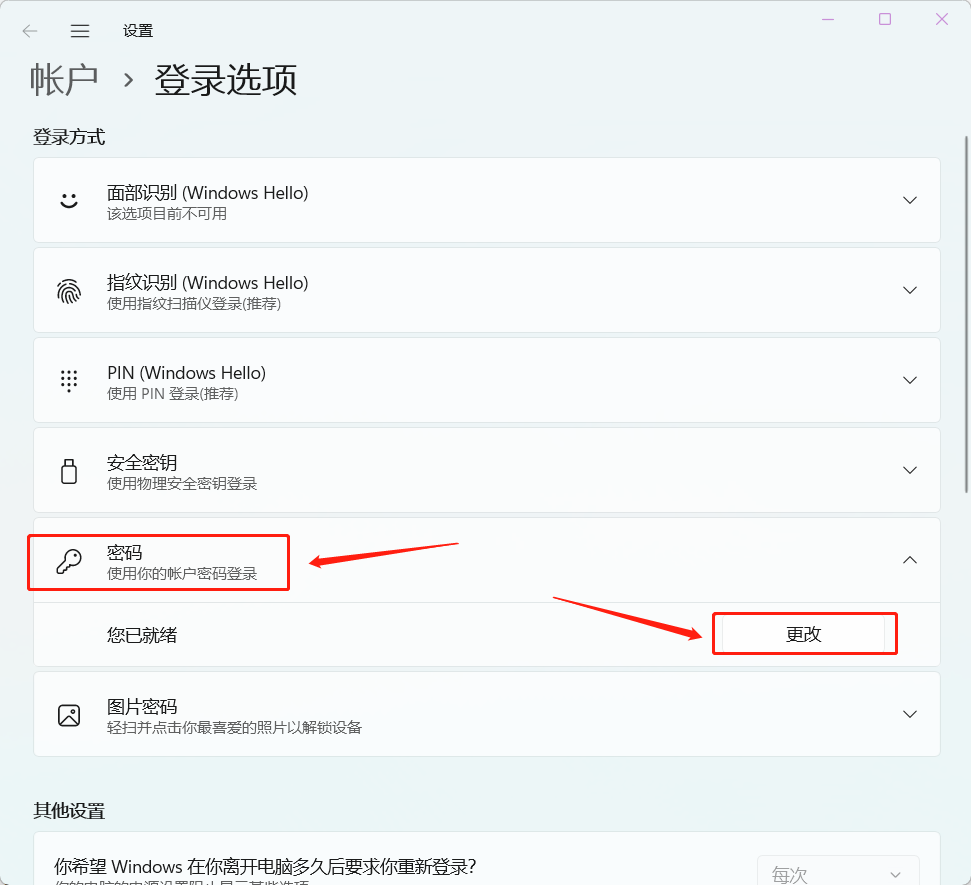 设置
帐户 › 登录选项
登录方式
面部识别 (Windows Hello)
该选项目前不可用
指纹识别 (Windows Hello)
使用指纹扫描仪登录(推荐)
PIN (Windows Hello)
使用 PIN 登录(推荐)
安全密钥
使用物理安全密钥登录
密码
使用你的帐户密码登录
您已就绪
更改
图片密码
轻扫并点击你最喜爱的照片以解锁设备
其他设置
你希望 Windows 在你离开电脑多久后要求你重新登录?
每次